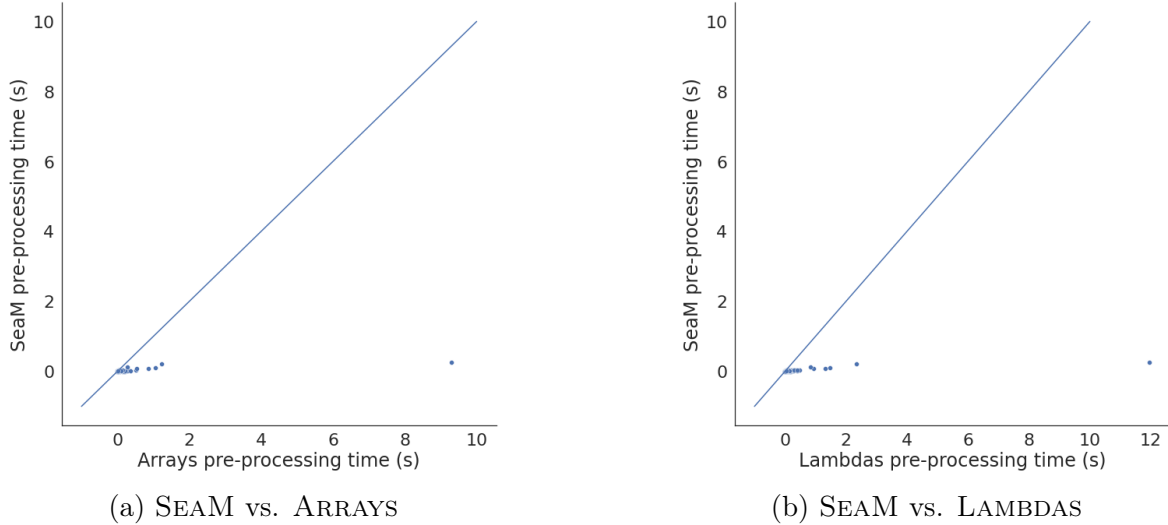 10
8
6
4
2
0
SeaM pre-processing time (s)
0 2 4 6 8 10
Arrays pre-processing time (s)
(a) SEAM vs. ARRAYS
10
8
6
4
2
0
SeaM pre-processing time (s)
0 2 4 6 8 10 12
Lambdas pre-processing time (s)
(b) SEAM vs. LAMBDAS